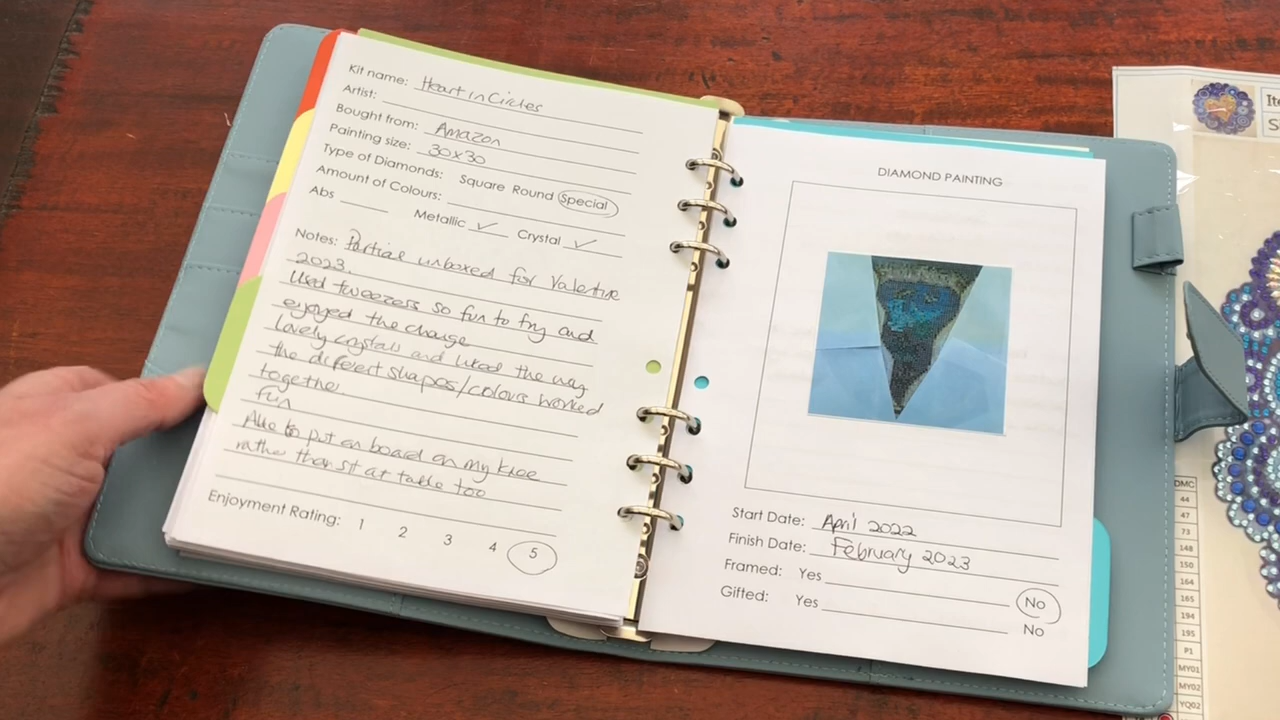 Kit name: Heart in Circles
Artist:
Bought from: Amazon
Painting size: 30x30
Type of Diamonds: Square Round Special
Amount of Colours:
Abs Metallic ✓ Crystal ✓
Notes: Partial unboxed for Valentine
2023.
Used tweezers so fun to try and
enjoyed the change
Lovely crystals and liked the way
the different shapes/colours worked
together.
fun
Able to put on board on my knee
rather than sit at table too
Enjoyment Rating: 1 2 3 4 5
DIAMOND PAINTING
Start Date: April 2022
Finish Date: February 2023
Framed: Yes No
Gifted: Yes No
DMC
44
47
73
148
150
164
165
194
195
P1
MY01
MY02
YQ02